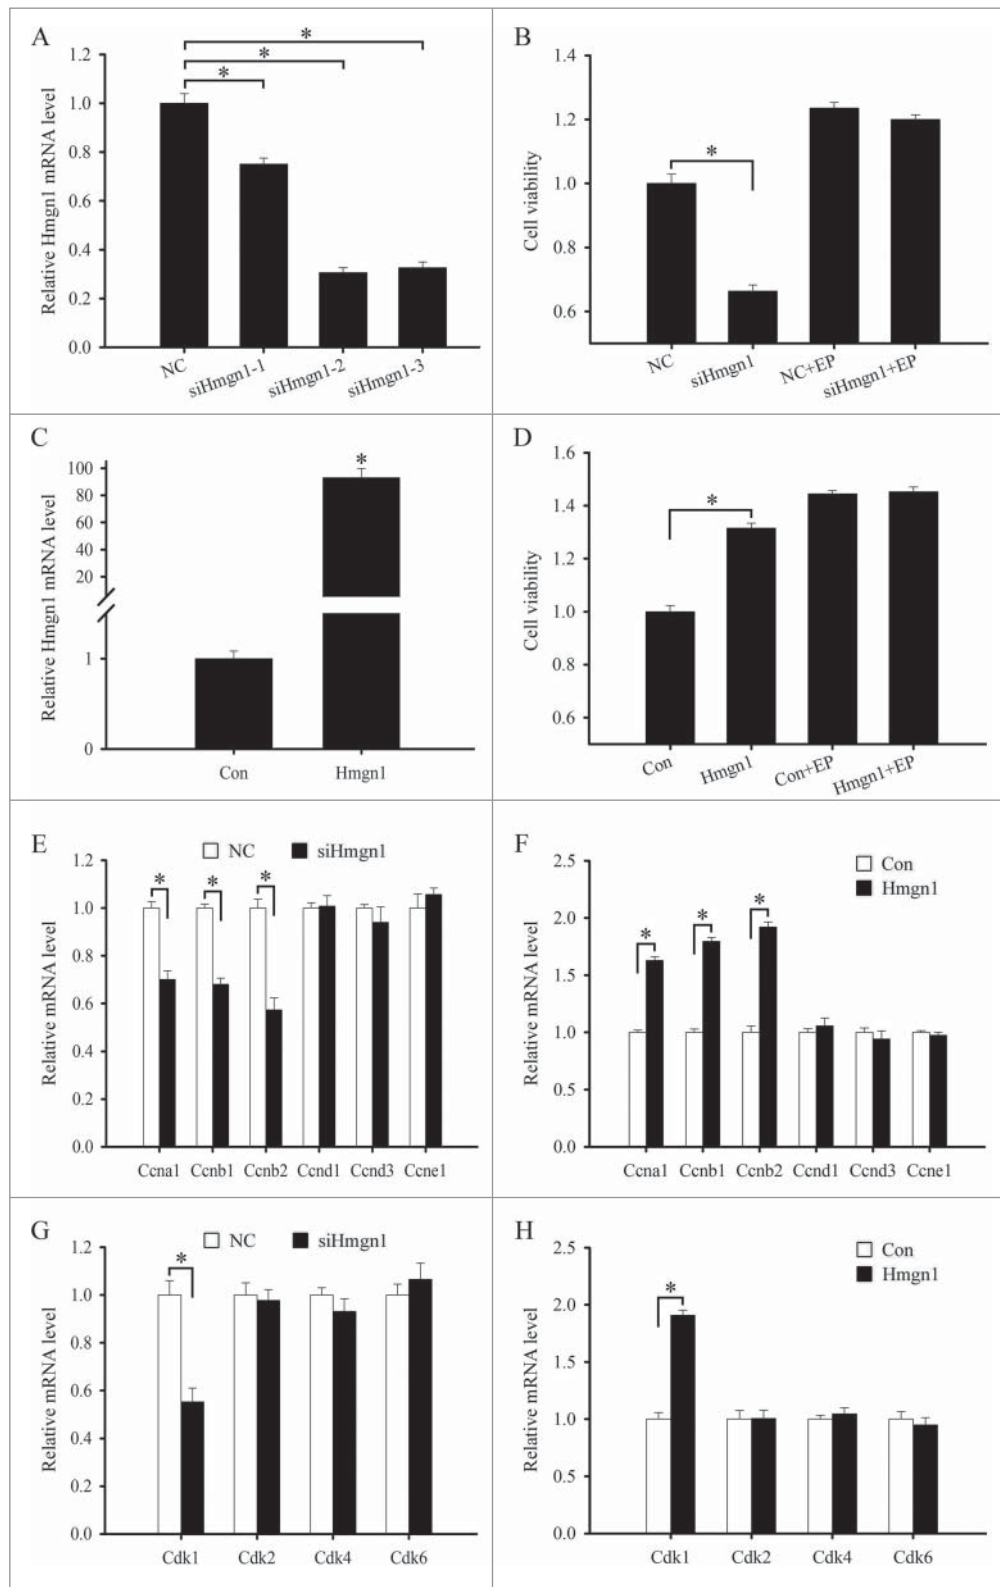 A
Relative Hmgn1 mRNA level
1.2
1.0
0.8
0.6
0.4
0.2
0.0
*
*
*
NC
siHmgn1-1
siHmgn1-2
siHmgn1-3
B
Cell viability
1.4
1.2
1.0
0.8
0.6
*
NC
siHmgn1
NC+EP
siHmgn1+EP
C
Relative Hmgn1 mRNA level
100
80
60
40
20
1
0
*
Con
Hmgn1
D
Cell viability
1.6
1.4
1.2
1.0
0.8
0.6
*
Con
Hmgn1
Con+EP
Hmgn1+EP
E
NC
siHmgn1
Relative mRNA level
1.2
1.0
0.8
0.6
0.4
0.2
0.0
*
*
*
Ccna1 Ccnb1 Ccnb2 Ccnd1 Ccnd3 Ccne1
F
Con
Hmgn1
Relative mRNA level
2.5
2.0
1.5
1.0
0.5
0.0
*
*
*
Ccna1 Ccnb1 Ccnb2 Ccnd1 Ccnd3 Ccne1
G
NC
siHmgn1
Relative mRNA level
1.2
1.0
0.8
0.6
0.4
0.2
0.0
*
Cdk1 Cdk2 Cdk4 Cdk6
H
Con
Hmgn1
Relative mRNA level
2.5
2.0
1.5
1.0
0.5
0.0
*
Cdk1 Cdk2 Cdk4 Cdk6